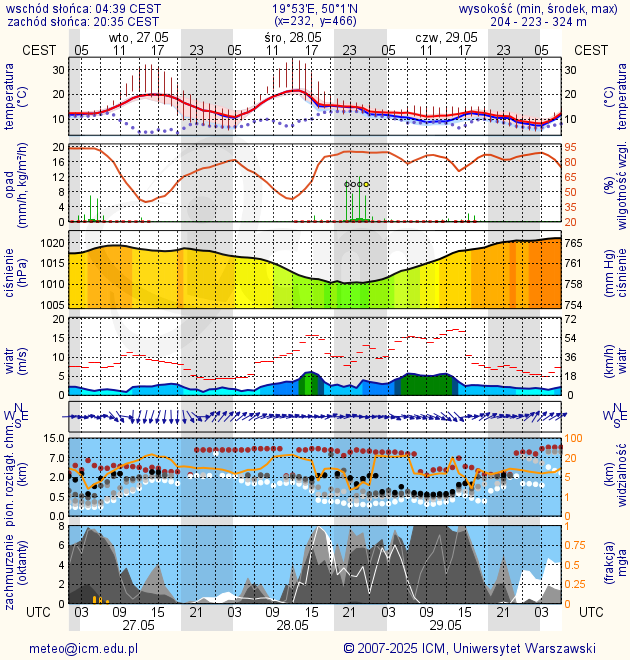 wschód słońca: 04:39 CEST 19°53'E, 50°1'N wysokość (min, środek, max)
zachód słońca: 20:35 CEST (x=232, y=466) 204 - 223 - 324 m
wto, 27.05 śro, 28.05 czw, 29.05
CEST 05 11 17 23 05 11 17 23 05 11 17 23 05 CEST
temperatura
(°C)
30
20
10
30
20
10
temperatura
(°C)
opad
(mm/h, kg/m²/h)
20
16
12
8
4
0
95
80
65
50
35
20
(%)
wilgotność wzgl.
ciśnienie
(hPa)
1020
1015
1010
1005
765
761
758
754
(mm Hg)
ciśnienie
wiatr
(m/s)
20
15
10
5
0
72
54
36
18
0
(km/h)
wiatr
N
W E
S
N
W E
S
pion. rozciągł. chm.
(km)
15.0
7.0
2.0
0.5
0.0
100
20
5
1
0
(km)
widzialność
zachmurzenie
(oktanty)
8
6
4
2
0
1
0.75
0.5
0.25
0
(frakcja)
mgła
UTC 03 09 15 21 03 09 15 21 03 09 15 21 03 UTC
27.05 28.05 29.05
meteo@icm.edu.pl © 2007-2025 ICM, Uniwersytet Warszawski